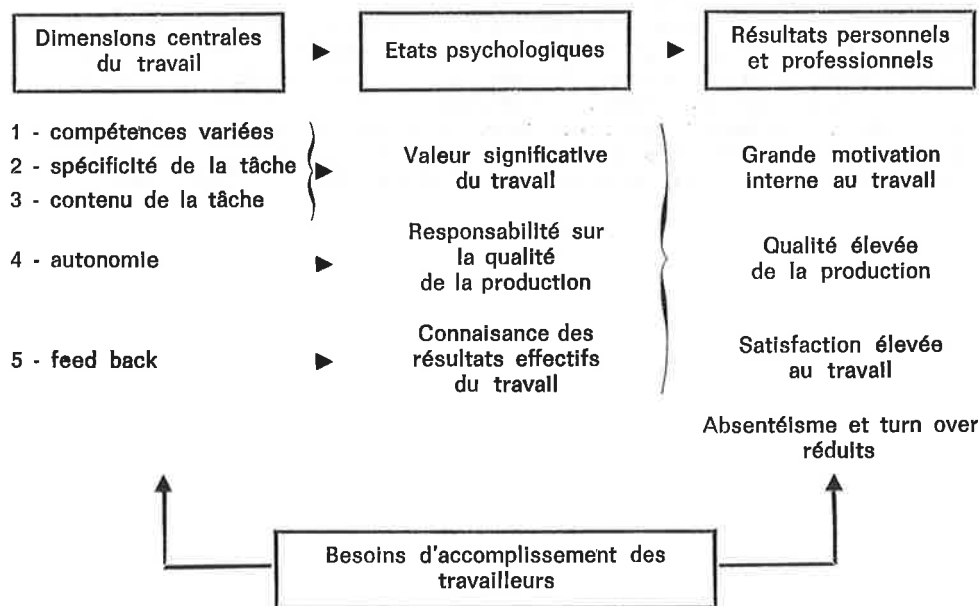 Dimensions centrales
du travail
Etats psychologiques
Résultats personnels
et professionnels
1 - compétences variées
2 - spécificité de la tâche
3 - contenu de la tâche
Valeur significative
du travail
Grande motivation
interne au travail
4 - autonomie
Responsabilité sur
la qualité
de la production
Qualité élevée
de la production
5 - feed back
Connaisance des
résultats effectifs
du travail
Satisfaction élevée
au travail
Absentéisme et turn over
réduits
Besoins d'accomplissement des
travailleurs